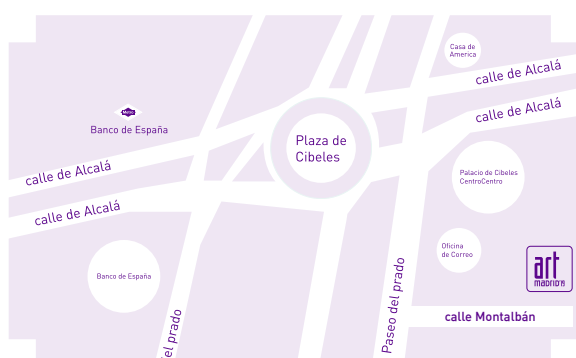 Casa de
America
calle de Alcalá
calle de Alcalá
Banco de España
Plaza de
Cibeles
calle de Alcalá
calle de Alcalá
Palacio de Cibeles
CentroCentro
Oficina
de Correo
Banco de España
art
MADRID'19
Paseo del prado
el prado
calle Montalbán